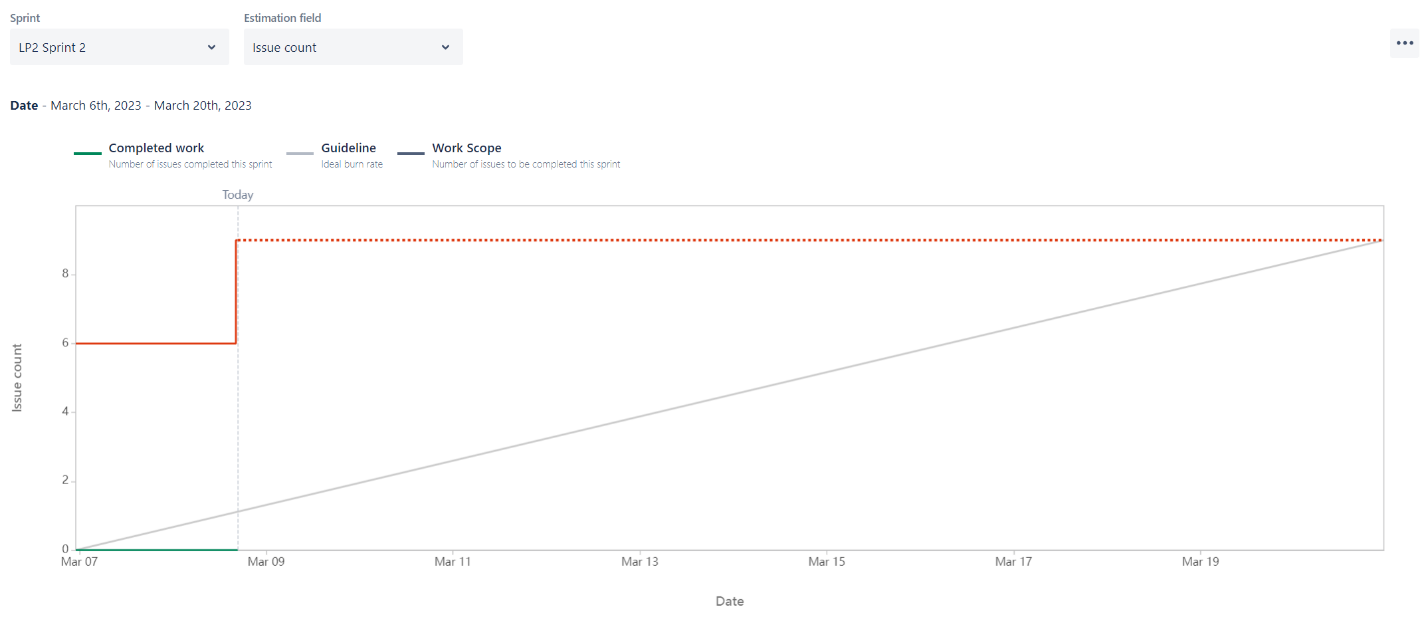 Sprint
Estimation field
LP2 Sprint 2
Issue count
Date - March 6th, 2023 - March 20th, 2023
Completed work
Number of issues completed this sprint
Guideline
Ideal burn rate
Work Scope
Number of issues to be completed this sprint
Today
8
6
4
2
0
Issue count
Mar 07
Mar 09
Mar 11
Mar 13
Mar 15
Mar 17
Mar 19
Date